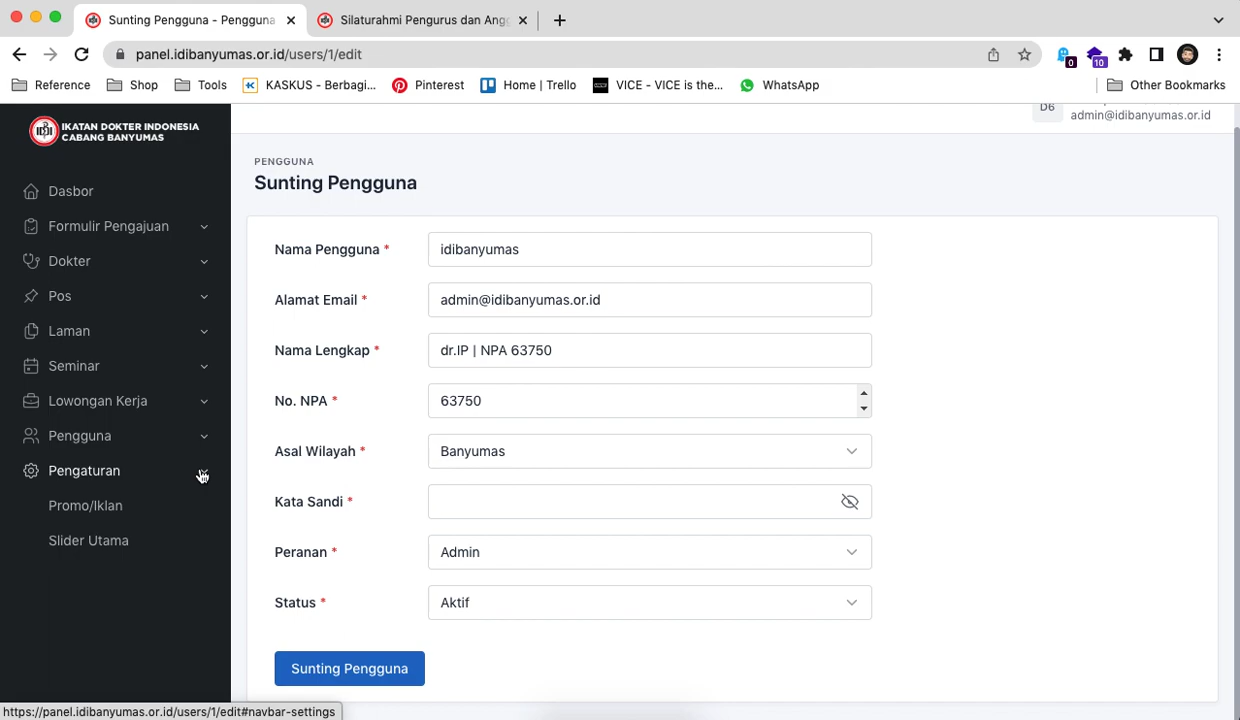 Sunting Pengguna - Pengguna
Silaturahmi Pengurus dan Ang
panel.idibanyumas.or.id/users/1/edit
0
10
Reference
Shop
Tools
KASKUS - Berbagi...
Pinterest
Home | Trello
VICE - VICE is the...
WhatsApp
Other Bookmarks
IKATAN DOKTER INDONESIA
CABANG BANYUMAS
D6
admin@idibanyumas.or.id
Dasbor
Formulir Pengajuan
Dokter
Pos
Laman
Seminar
Lowongan Kerja
Pengguna
Pengaturan
Promo/Iklan
Slider Utama
PENGGUNA
Sunting Pengguna
Nama Pengguna * idibanyumas
Alamat Email * admin@idibanyumas.or.id
Nama Lengkap * dr.IP | NPA 63750
No. NPA * 63750
Asal Wilayah * Banyumas
Kata Sandi *
Peranan * Admin
Status * Aktif
Sunting Pengguna
https://panel.idibanyumas.or.id/users/1/edit#navbar-settings